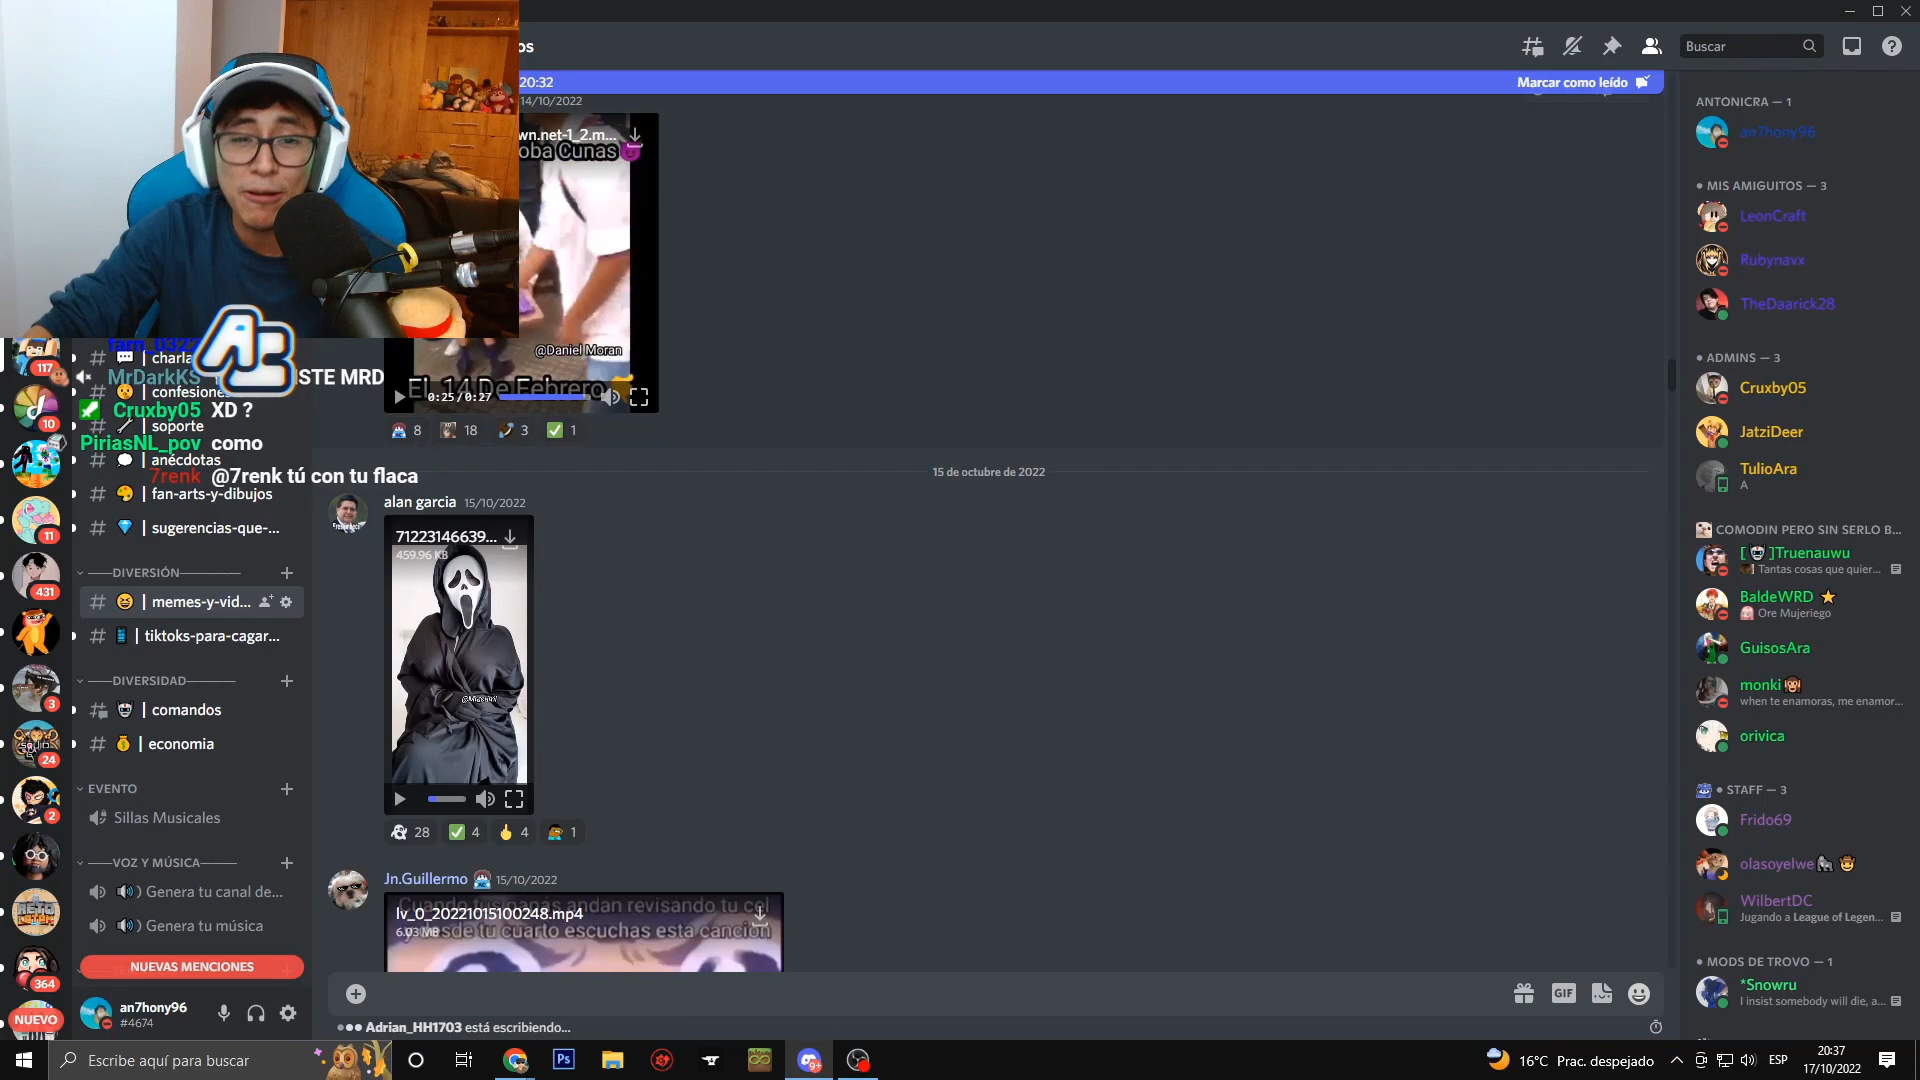 os
Buscar
20:32
Marcar como leído
14/10/2022
wn.net-1_2.m...
oba Cunas
@Daniel Moran
El 14 De Febrero
0:25/0:27
8
18
3
1
15 de octubre de 2022
alan garcia 15/10/2022
71223146639...
459.96 KB
28
4
4
1
Jn.Guillermo 15/10/2022
Cuando tus papas andan revisando tu cel
lv_0_20221015100248.mp4
6.03 MB
y desde tu cuarto escuchas esta canción
Adrian_HH1703 está escribiendo...
GIF
farn_0322
MrDarkKS
ISTE MRD
Cruxby05 XD ?
PiriasNL_pov como
7renk @7renk tú con tu flaca
| charla
| confesione
soporte
anécdotas
| fan-arts-y-dibujos
| sugerencias-que-...
DIVERSIÓN
| memes-y-vid...
| tiktoks-para-cagar...
DIVERSIDAD
| comandos
| economia
EVENTO
Sillas Musicales
VOZ Y MÚSICA
) Genera tu canal de...
) Genera tu música
NUEVAS MENCIONES
an7hony96
#4674
117
10
11
431
3
24
2
RETO
364
NUEVO
ANTONICRA — 1
an7hony96
MIS AMIGUITOS — 3
LeonCraft
Rubynavx
TheDaarick28
ADMINS — 3
Cruxby05
JatziDeer
TulioAra
A
COMODIN PERO SIN SERLO B...
[ ]Truenauwu
Tantas cosas que quier...
BaldeWRD
Ore Mujeriego
GuisosAra
monki
when te enamoras, me enamor...
orivica
STAFF — 3
Frido69
olasoyelwe
WilbertDC
Jugando a League of Legen...
MODS DE TROVO — 1
*Snowru
I insist somebody will die, a...
Escribe aquí para buscar
Ps
9+
16°C Prac. despejado
ESP
20:37
17/10/2022